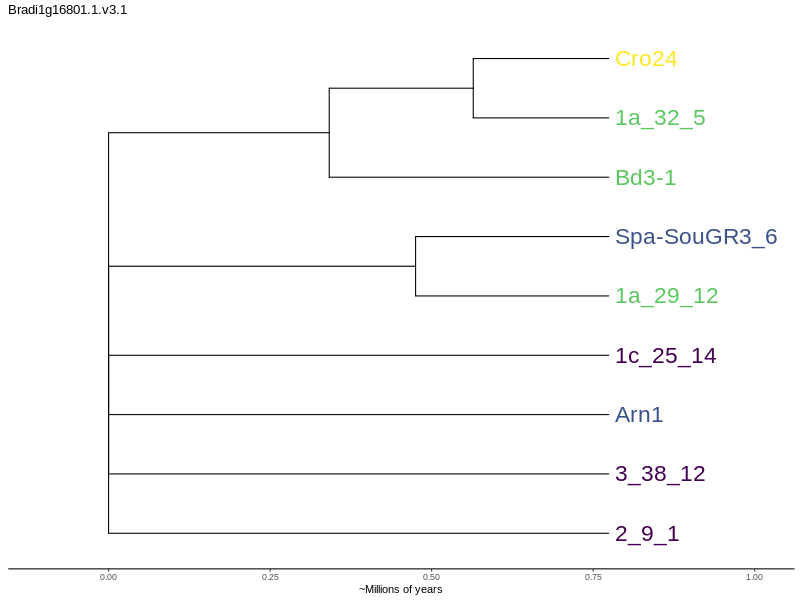 Bradi1g16801.1.v3.1
Cro24
1a_32_5
Bd3-1
Spa-SouGR3_6
1a_29_12
1c_25_14
Arn1
3_38_12
2_9_1
0.00 0.25 0.50 0.75 1.00
~Millions of years